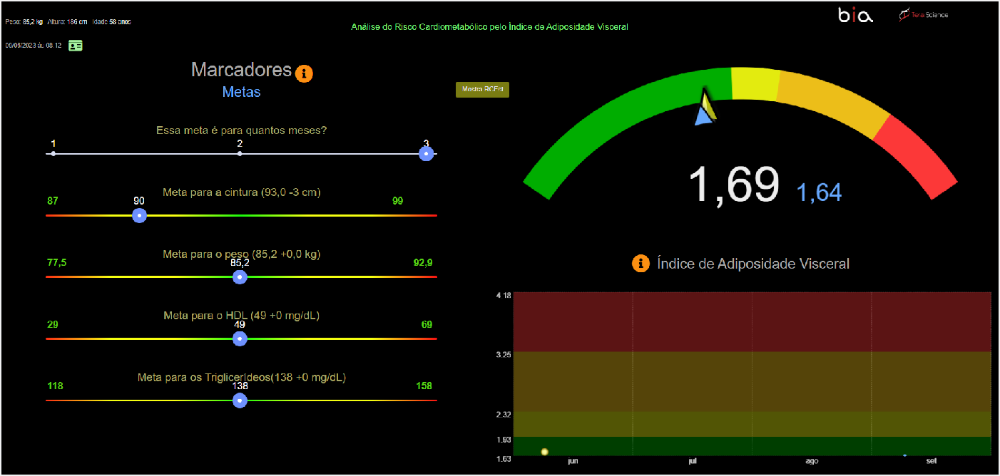 bia
Tera Science
Peso: 85,2 kg Altura: 186 cm Idade 58 anos
Análise do Risco Cardiometabólico pelo Índice de Adiposidade Visceral
09/06/2023 ás 08:12
Marcadores
Metas
Mostra RCEst
Essa meta é para quantos meses?
1 2 3
Meta para a cintura (93,0 -3 cm)
87 90 99
Meta para o peso (85,2 +0,0 kg)
77,5 85,2 92,9
Meta para o HDL (49 +0 mg/dL)
29 49 69
Meta para os Triglicerídeos(138 +0 mg/dL)
118 138 158
1,69 1,64
Índice de Adiposidade Visceral
4.18
3.25
2.32
1.93
1.63
jun jul ago set